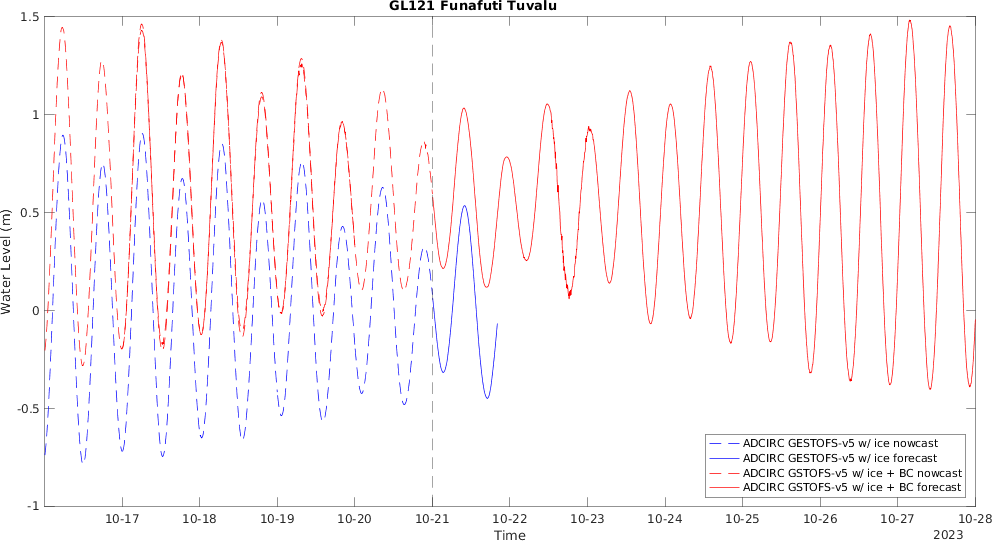 GL121 Funafuti Tuvalu
1.5
1
0.5
0
-0.5
-1
Water Level (m)
10-17 10-18 10-19 10-20 10-21 10-22 10-23 10-24 10-25 10-26 10-27 10-28
Time
2023
ADCIRC GESTOFS-v5 w/ ice nowcast
ADCIRC GESTOFS-v5 w/ ice forecast
ADCIRC GSTOFS-v5 w/ ice + BC nowcast
ADCIRC GSTOFS-v5 w/ ice + BC forecast